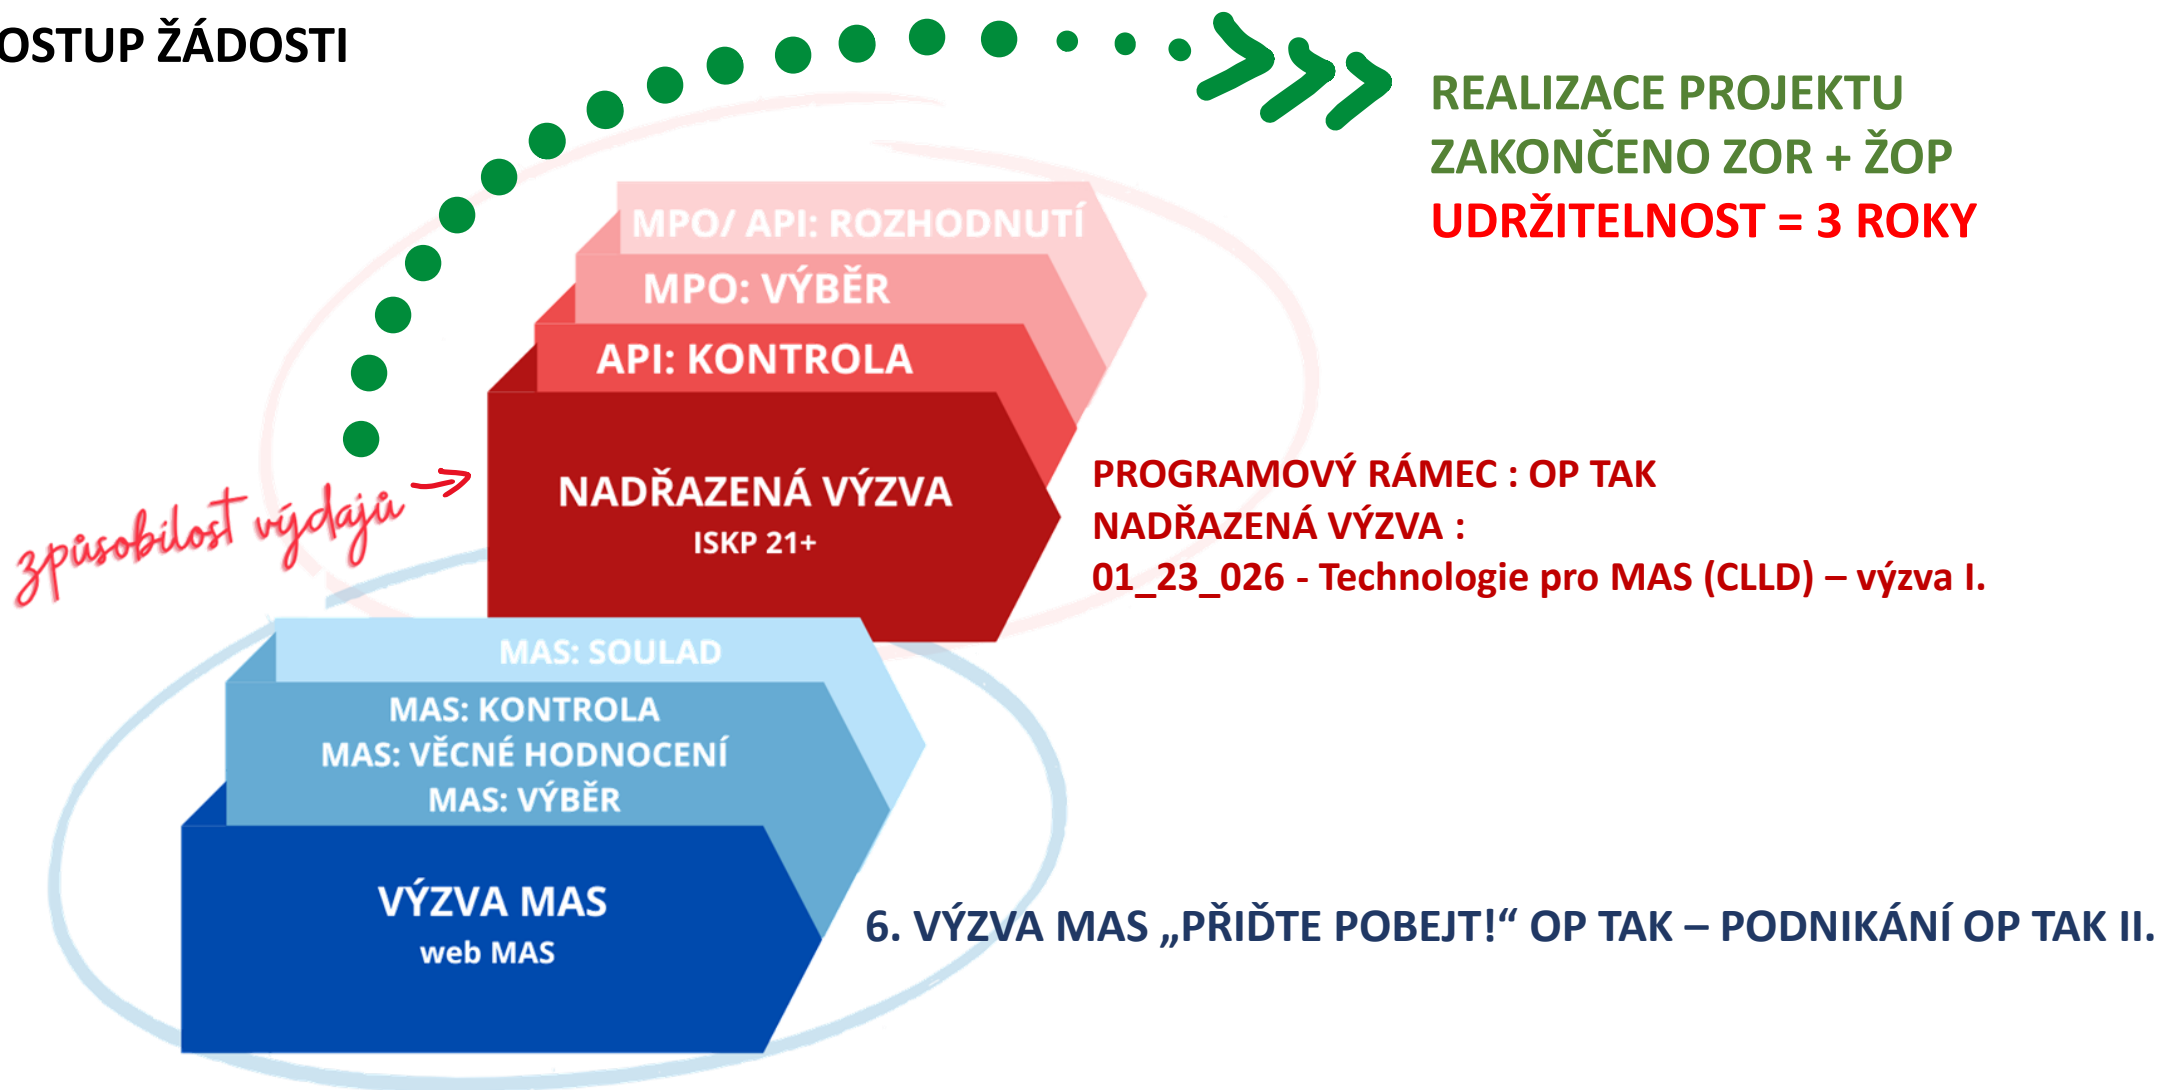 OSTUP ŽÁDOSTI
REALIZACE PROJEKTU
ZAKONČENO ZOR + ŽOP
UDRŽITELNOST = 3 ROKY
MPO/ API: ROZHODNUTÍ
MPO: VÝBĚR
API: KONTROLA
NADŘAZENÁ VÝZVA
ISKP 21+
způsobilost výdajů
PROGRAMOVÝ RÁMEC : OP TAK
NADŘAZENÁ VÝZVA :
01_23_026 - Technologie pro MAS (CLLD) – výzva I.
MAS: SOULAD
MAS: KONTROLA
MAS: VĚCNÉ HODNOCENÍ
MAS: VÝBĚR
VÝZVA MAS
web MAS
6. VÝZVA MAS „PŘIĎTE POBEJT!“ OP TAK – PODNIKÁNÍ OP TAK II.